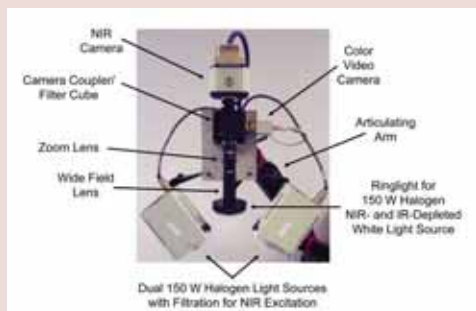 NIR
Camera
Camera Coupler/
Filter Cube
Zoom Lens
Wide Field
Lens
Color
Video
Camera
Articulating
Arm
Ringlight for
150 W Halogen
NIR- and IR-Depleted
White Light Source
Dual 150 W Halogen Light Sources
with Filtration for NIR Excitation